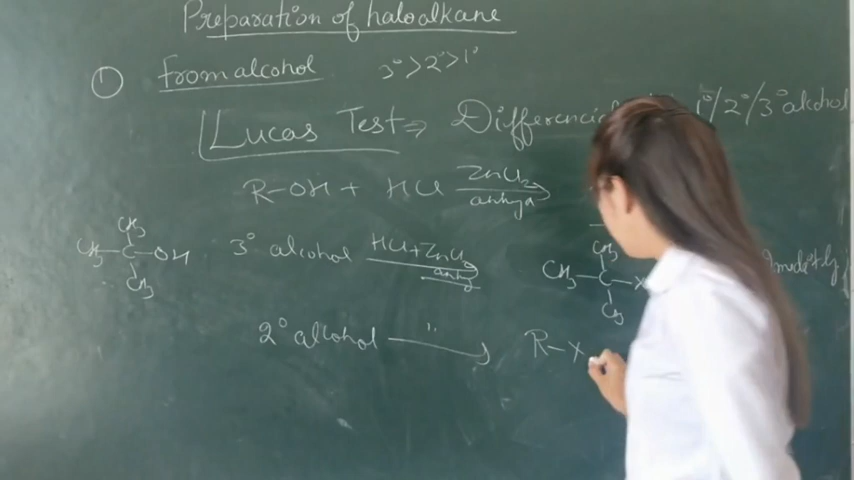 Preparation of haloalkane
① from alcohol 3°>2°>1°
Lucas Test ⇒ 1°/2°/3° alcohol
R-OH + HCl ZnCl2 anhyd
CH3 CH3-C-OH CH3 3° alcohol HCl+ZnCl2 anhyd CH3 CH3-C-X CH3
2° alcohol R-X